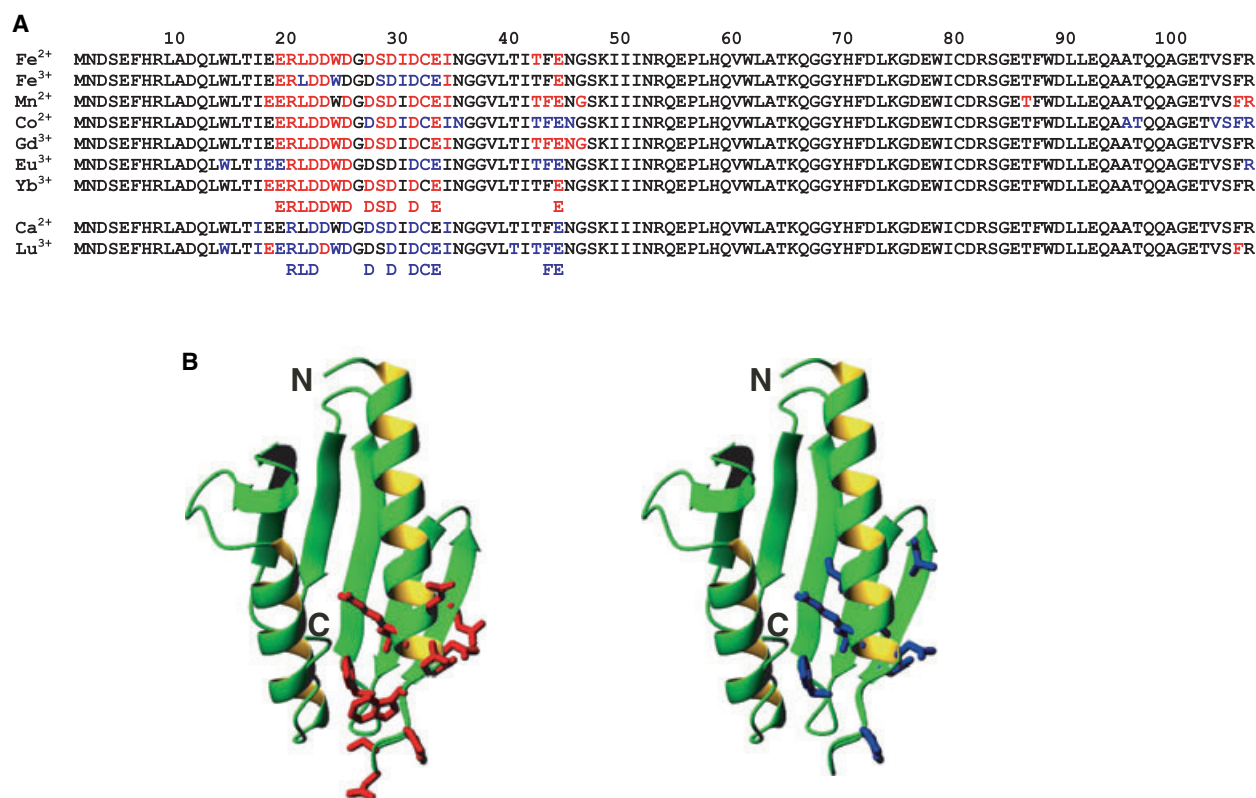 A
10 20 30 40 50 60 70 80 90 100
Fe2+ MNDSEFHRLADQLWLTIEERLDDWDGDSDIDCEINGGVLTITFENGSKIIINRQEPLHQVWLATKQGGYHFDLKGDEWICDRSGETFWDLLEQAATQQAGETVSFR
Fe3+ MNDSEFHRLADQLWLTIEERLDDWDGDSDIDCEINGGVLTITFENGSKIIINRQEPLHQVWLATKQGGYHFDLKGDEWICDRSGETFWDLLEQAATQQAGETVSFR
Mn2+ MNDSEFHRLADQLWLTIEERLDDWDGDSDIDCEINGGVLTITFENGSKIIINRQEPLHQVWLATKQGGYHFDLKGDEWICDRSGETFWDLLEQAATQQAGETVSFR
Co2+ MNDSEFHRLADQLWLTIEERLDDWDGDSDIDCEINGGVLTITFENGSKIIINRQEPLHQVWLATKQGGYHFDLKGDEWICDRSGETFWDLLEQAATQQAGETVSFR
Gd3+ MNDSEFHRLADQLWLTIEERLDDWDGDSDIDCEINGGVLTITFENGSKIIINRQEPLHQVWLATKQGGYHFDLKGDEWICDRSGETFWDLLEQAATQQAGETVSFR
Eu3+ MNDSEFHRLADQLWLTIEERLDDWDGDSDIDCEINGGVLTITFENGSKIIINRQEPLHQVWLATKQGGYHFDLKGDEWICDRSGETFWDLLEQAATQQAGETVSFR
Yb3+ MNDSEFHRLADQLWLTIEERLDDWDGDSDIDCEINGGVLTITFENGSKIIINRQEPLHQVWLATKQGGYHFDLKGDEWICDRSGETFWDLLEQAATQQAGETVSFR
ERLDDWD DSD D E E
Ca2+ MNDSEFHRLADQLWLTIEERLDDWDGDSDIDCEINGGVLTITFENGSKIIINRQEPLHQVWLATKQGGYHFDLKGDEWICDRSGETFWDLLEQAATQQAGETVSFR
Lu3+ MNDSEFHRLADQLWLTIEERLDDWDGDSDIDCEINGGVLTITFENGSKIIINRQEPLHQVWLATKQGGYHFDLKGDEWICDRSGETFWDLLEQAATQQAGETVSFR
RLD D D DCE FE
B
N N
C C